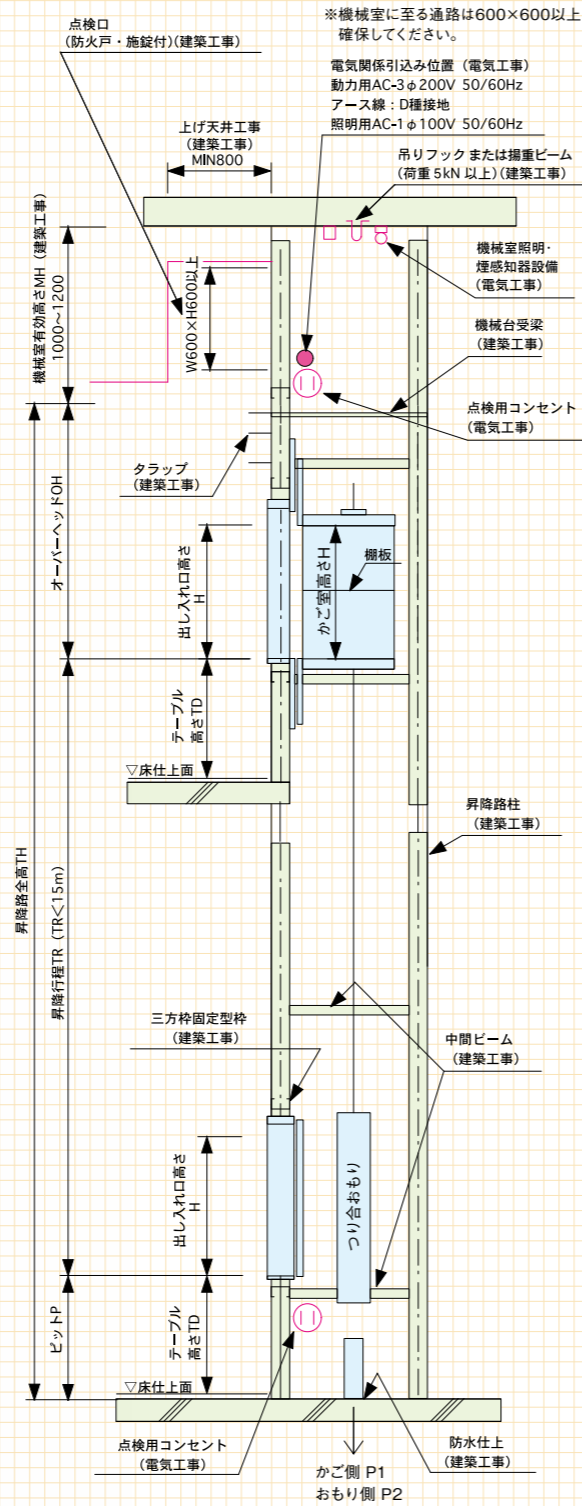 ※機械室に至る通路は600×600以上
確保してください。
点検口
(防火戸・施錠付)(建築工事)
電気関係引込み位置（電気工事）
動力用AC-3φ200V 50/60Hz
アース線：D種接地
照明用AC-1φ100V 50/60Hz
上げ天井工事
(建築工事)
MIN800
吊りフック または揚重ビーム
(荷重 5kN 以上)(建築工事)
機械室有効高さMH（建築工事）
1000～1200
W600×H600以上
機械室照明・
煙感知器設備
(電気工事)
機械台受梁
(建築工事)
点検用コンセント
(電気工事)
タラップ
(建築工事)
オーバーヘッドOH
出し入れ口高さ
H
かご室高さH
棚板
テーブル
高さTD
▽床仕上面
昇降路柱
(建築工事)
昇降路全高TH
昇降行程TR（TR＜15m）
三方枠固定型枠
(建築工事)
中間ビーム
(建築工事)
出し入れ口高さ
H
つり合おもり
ピットP
テーブル
高さTD
▽床仕上面
点検用コンセント
(電気工事)
防水仕上
(建築工事)
かご側 P1
おもり側 P2